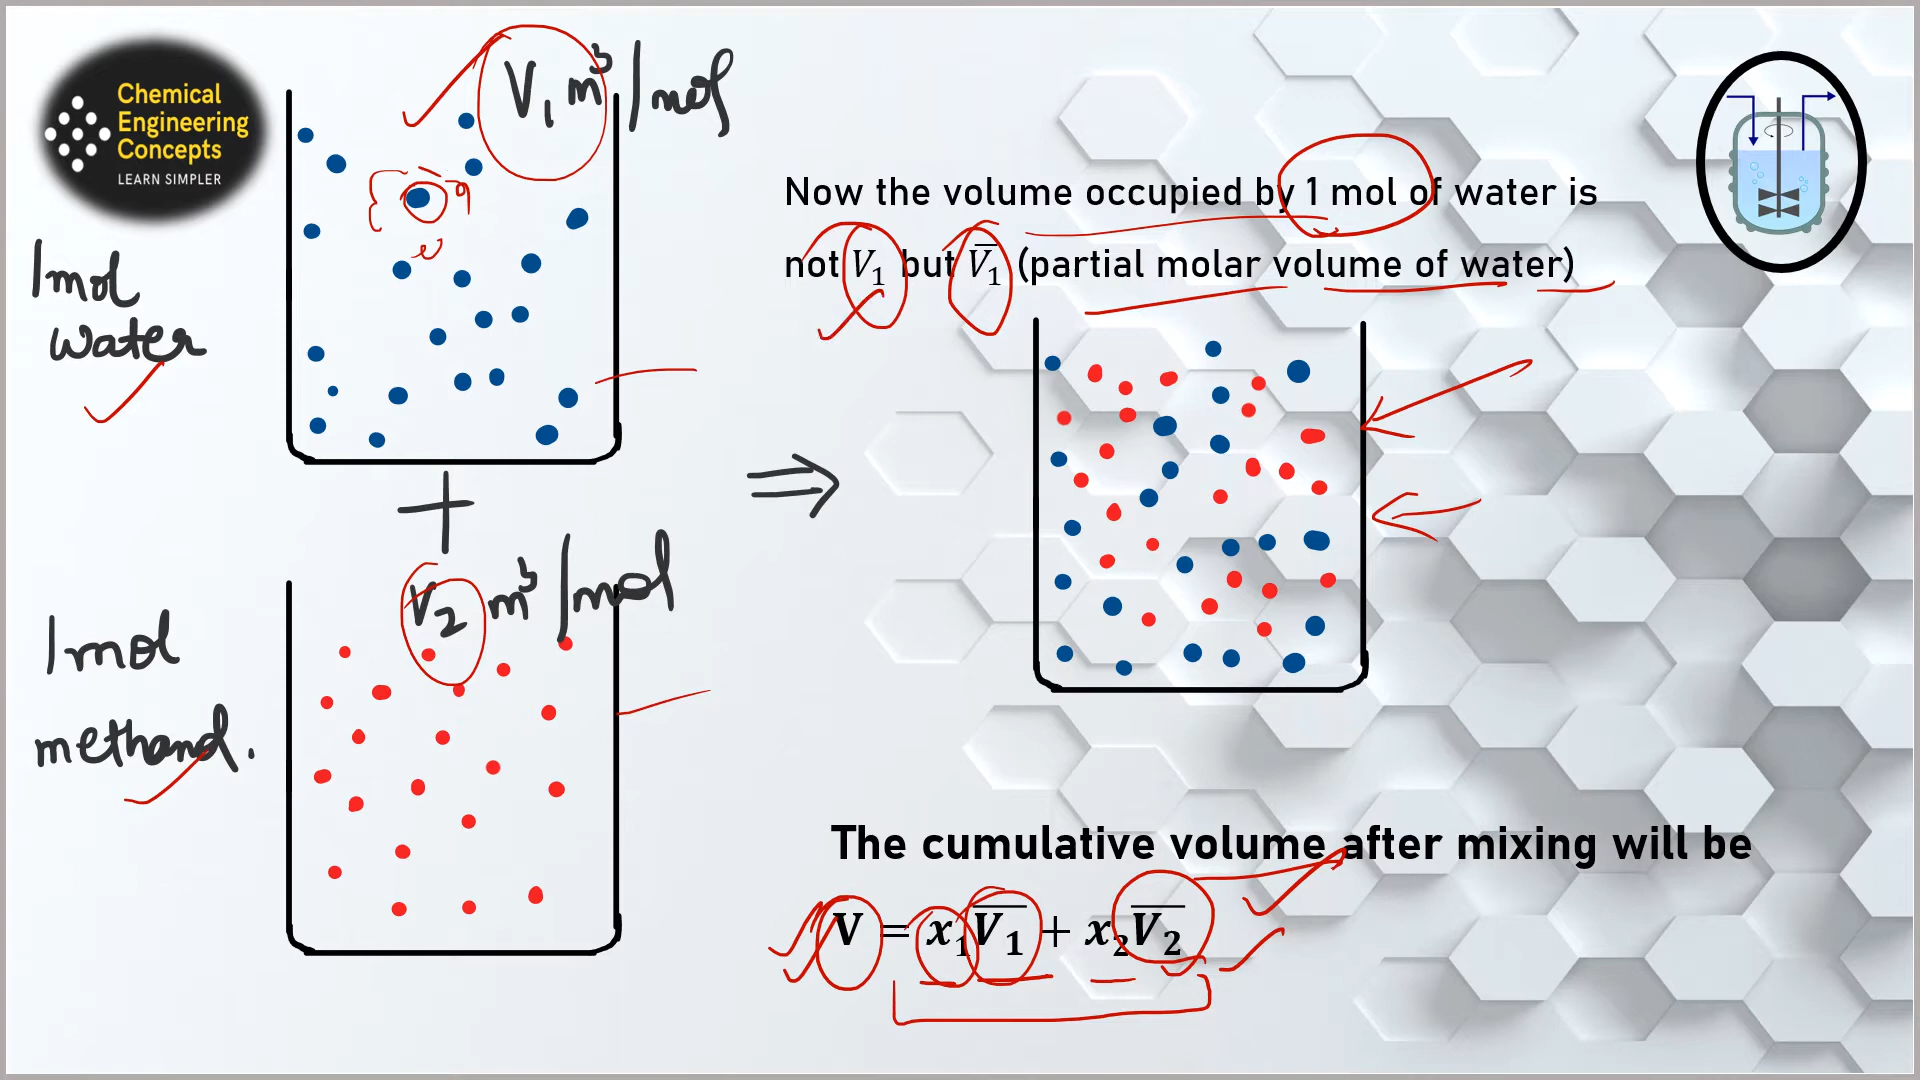 Chemical
Engineering
Concepts
LEARN SIMPLER
V₁ m³/mol
1mol
water
V₂ m³/mol
1mol
methanol.
Now the volume occupied by 1 mol of water is
not V₁ but V̅₁ (partial molar volume of water)
The cumulative volume after mixing will be
V = x₁V̅₁ + x₂V̅₂